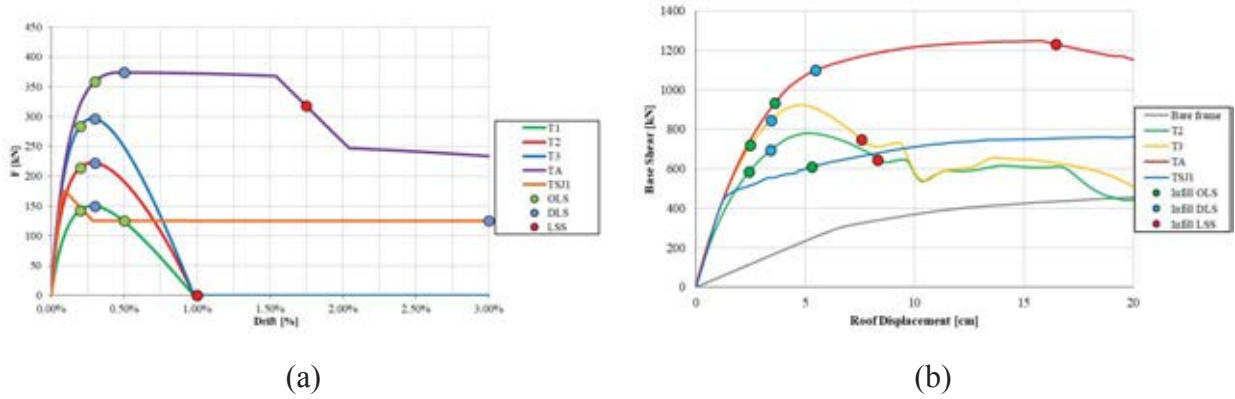 450
400
350
300
250
200
150
100
50
0
F [kN]
0.00%
0.50%
1.00%
1.50%
2.00%
2.50%
3.00%
Drift [%]
T1
T2
T3
TA
TSJ1
OLS
DLS
LSS
(a)
1400
1200
1000
800
600
400
200
0
Base Shear [kN]
0
5
10
15
20
Roof Displacement [cm]
Bare frame
T2
T3
TA
TSJ1
Infill OLS
Infill DLS
Infill LSS
(b)